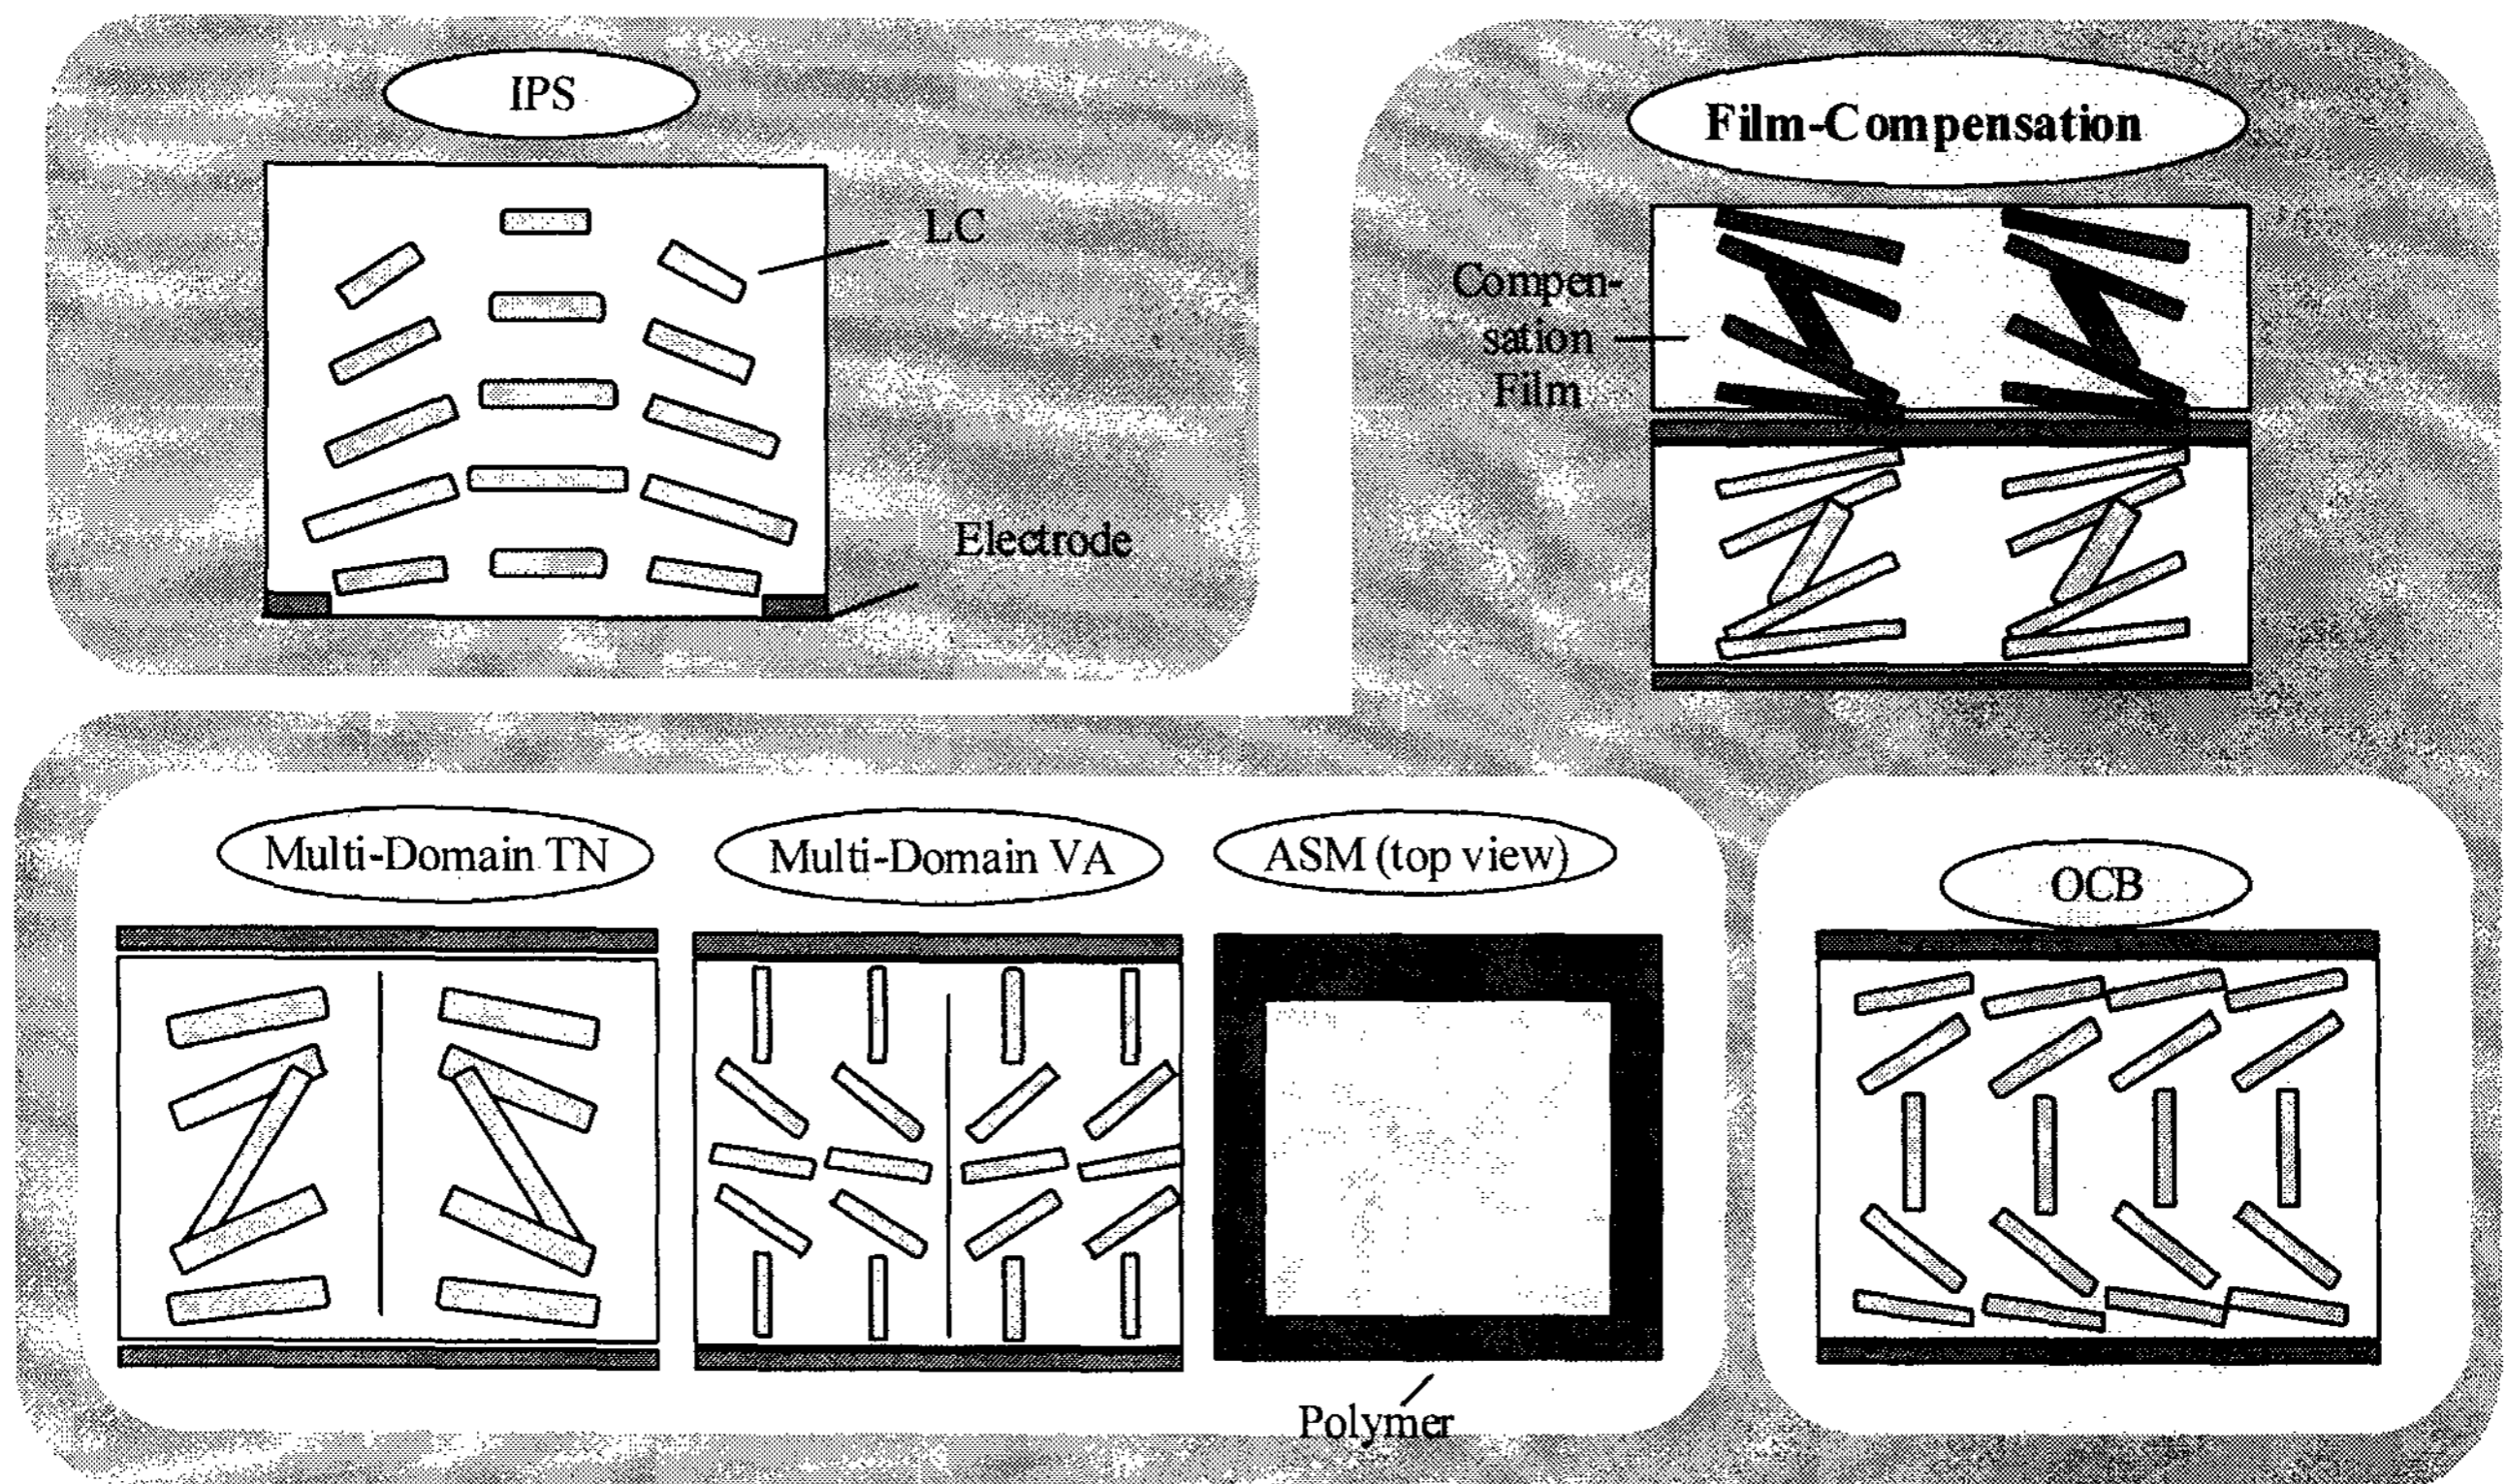 IPS
LC
Electrode
Film-Compensation
Compen-
sation
Film
Multi-Domain TN
Multi-Domain VA
ASM (top view)
OCB
Polymer